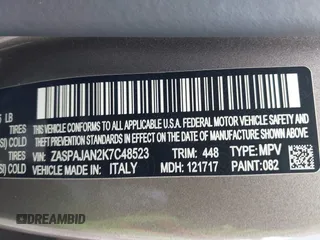 LB
TIRES
SI) COLD
THIS VEHICLE CONFORMS TO ALL APPLICABLE U.S.A. FEDERAL MOTOR VEHICLE SAFETY, BUMPER, AND
THEFT PREVENTION STANDARDS IN EFFECT ON THE DATE OF MANUFACTURE SHOWN ABOVE.
TIRES
VIN: ZASPAJAN2K7C48523 TRIM: 448 TYPE: MPV
SI) COLD
VEHICLE MADE IN: ITALY MDH: 121717 PAINT: 082
DREAMBID